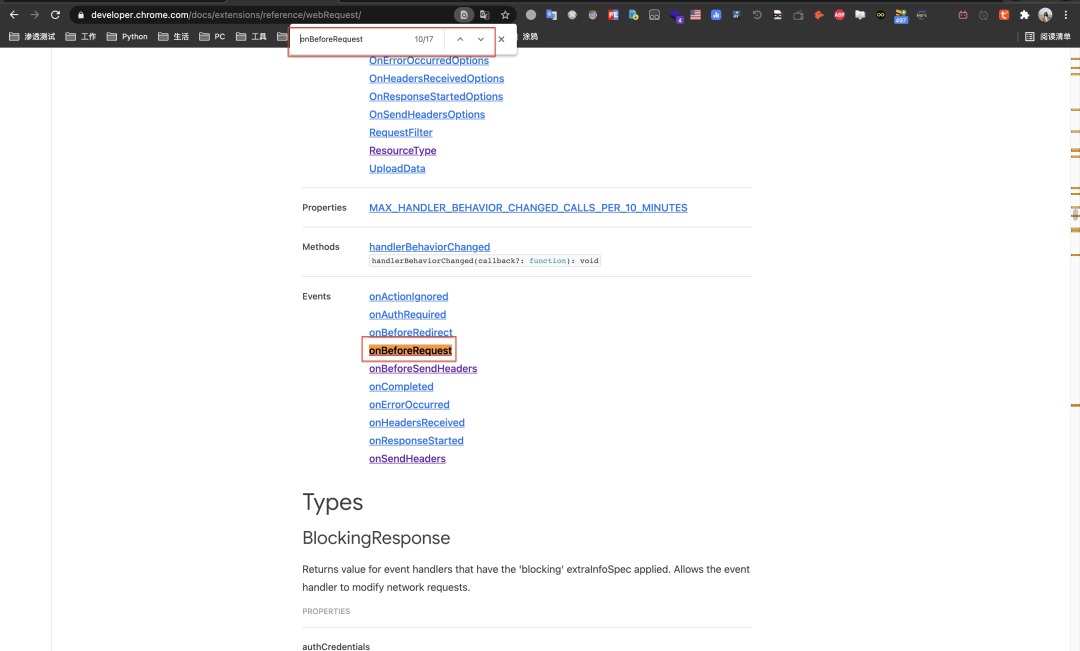 developer.chrome.com/docs/extensions/reference/webRequest/
渗透测试 工作 Python 生活 PC 工具 涂鸦 阅读清单
onBeforeRequest 10/17
OnErrorOccurredOptions
OnHeadersReceivedOptions
OnResponseStartedOptions
OnSendHeadersOptions
RequestFilter
ResourceType
UploadData
Properties MAX_HANDLER_BEHAVIOR_CHANGED_CALLS_PER_10_MINUTES
Methods handlerBehaviorChanged
handlerBehaviorChanged(callback?: function): void
Events onActionIgnored
onAuthRequired
onBeforeRedirect
onBeforeRequest
onBeforeSendHeaders
onCompleted
onErrorOccurred
onHeadersReceived
onResponseStarted
onSendHeaders
Types
BlockingResponse
Returns value for event handlers that have the 'blocking' extraInfoSpec applied. Allows the event
handler to modify network requests.
PROPERTIES
authCredentials